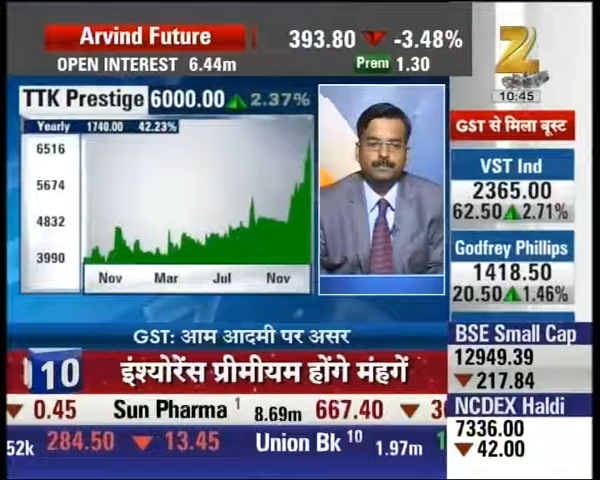 Arvind Future
393.80 -3.48%
OPEN INTEREST 6.44m
Prem 1.30
10:45
TTK Prestige 6000.00 2.37%
Yearly 1740.00 42.23%
6516
5674
4832
3990
Nov Mar Jul Nov
GST से मिला बूस्ट
VST Ind
2365.00
62.50 2.71%
Godfrey Phillips
1418.50
20.50 1.46%
GST: आम आदमी पर असर
10 इंश्योरेंस प्रीमीयम होंगे मंहगें
BSE Small Cap
12949.39
217.84
NCDEX Haldi
7336.00
42.00
0.45 Sun Pharma 1 8.69m 667.40
52k 284.50 13.45 Union Bk 10 1.97m